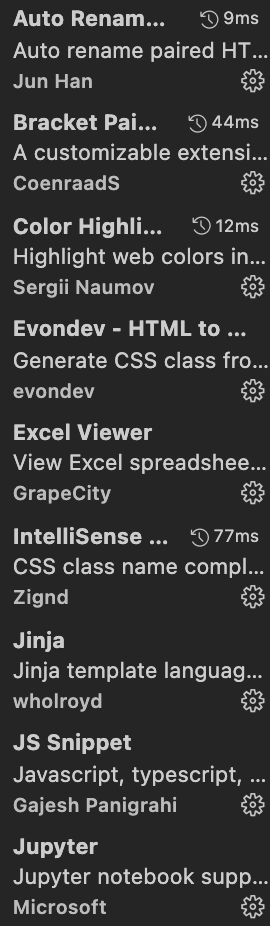 Auto Renam... 9ms
Auto rename paired HT...
Jun Han
Bracket Pai... 44ms
A customizable extensi...
CoenraadS
Color Highli... 12ms
Highlight web colors in...
Sergii Naumov
Evondev - HTML to ...
Generate CSS class fro...
evondev
Excel Viewer
View Excel spreadshee...
GrapeCity
IntelliSense ... 77ms
CSS class name compl...
Zignd
Jinja
Jinja template languag...
wholroyd
JS Snippet
Javascript, typescript, ...
Gajesh Panigrahi
Jupyter
Jupyter notebook supp...
Microsoft